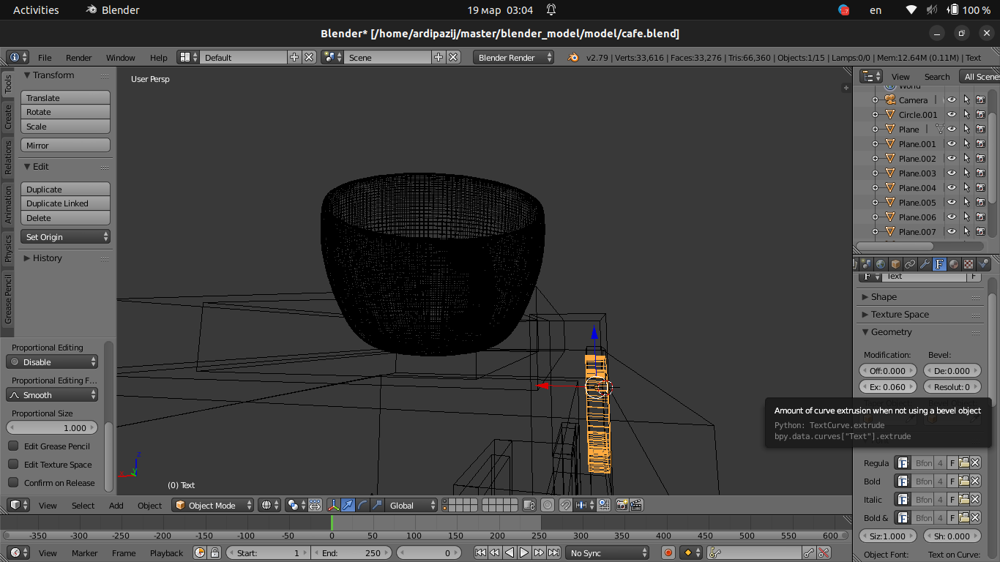 Activities Blender 19 мар 03:04 en 100 %
Blender* [/home/ardipazij/master/blender_model/model/cafe.blend]
File Render Window Help Default Scene Blender Render v2.79 | Verts:33,616 | Faces:33,276 | Tris:66,360 | Objects:1/15 | Lamps:0/0 | Mem:12.64M (0.11M) | Text
Tools
Create
Relations
Animation
Physics
Grease Pencil
Transform
Translate
Rotate
Scale
Mirror
Edit
Duplicate
Duplicate Linked
Delete
Set Origin
History
Proportional Editing
Disable
Proportional Editing F...
Smooth
Proportional Size
1.000
Edit Grease Pencil
Edit Texture Space
Confirm on Release
User Persp
z
(0) Text
View Search All Scenes
World
Camera
Circle.001
Plane
Plane.001
Plane.002
Plane.003
Plane.004
Plane.005
Plane.006
Plane.007
F Text F
Shape
Texture Space
Geometry
Modification: Bevel:
Off:0.000 De:0.000
Ex: 0.060 Resolut: 0
Amount of curve extrusion when not using a bevel object
Python: TextCurve.extrude
bpy.data.curves["Text"].extrude
Regula Bfon 4 F
Bold Bfon 4 F
Italic Bfon 4 F
Bold & Bfon 4 F
Siz:1.000 Sh: 0.000
Object Font: Text on Curve:
View Select Add Object Object Mode Global
-350 -300 -250 -200 -150 -100 -50 0 50 100 150 200 250 300 350 400 450 500 550 600
View Marker Frame Playback Start: 1 End: 250 0 No Sync